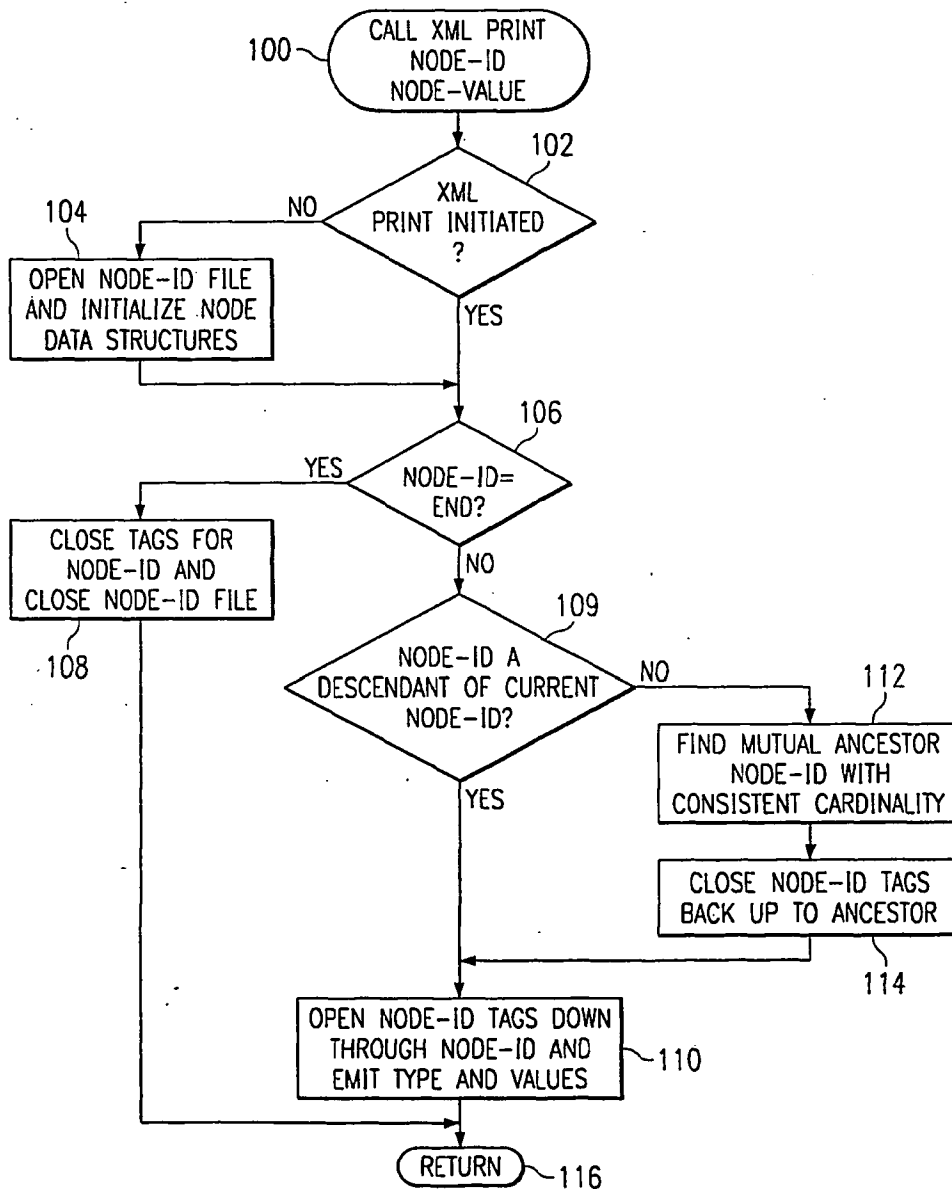 CALL XML PRINT
NODE-ID
NODE-VALUE
100
102
XML
PRINT INITIATED
?
NO
YES
104
OPEN NODE-ID FILE
AND INITIALIZE NODE
DATA STRUCTURES
106
NODE-ID=
END?
YES
NO
CLOSE TAGS FOR
NODE-ID AND
CLOSE NODE-ID FILE
108
109
NODE-ID A
DESCENDANT OF CURRENT
NODE-ID?
NO
YES
112
FIND MUTUAL ANCESTOR
NODE-ID WITH
CONSISTENT CARDINALITY
CLOSE NODE-ID TAGS
BACK UP TO ANCESTOR
114
OPEN NODE-ID TAGS DOWN
THROUGH NODE-ID AND
EMIT TYPE AND VALUES
110
RETURN
116